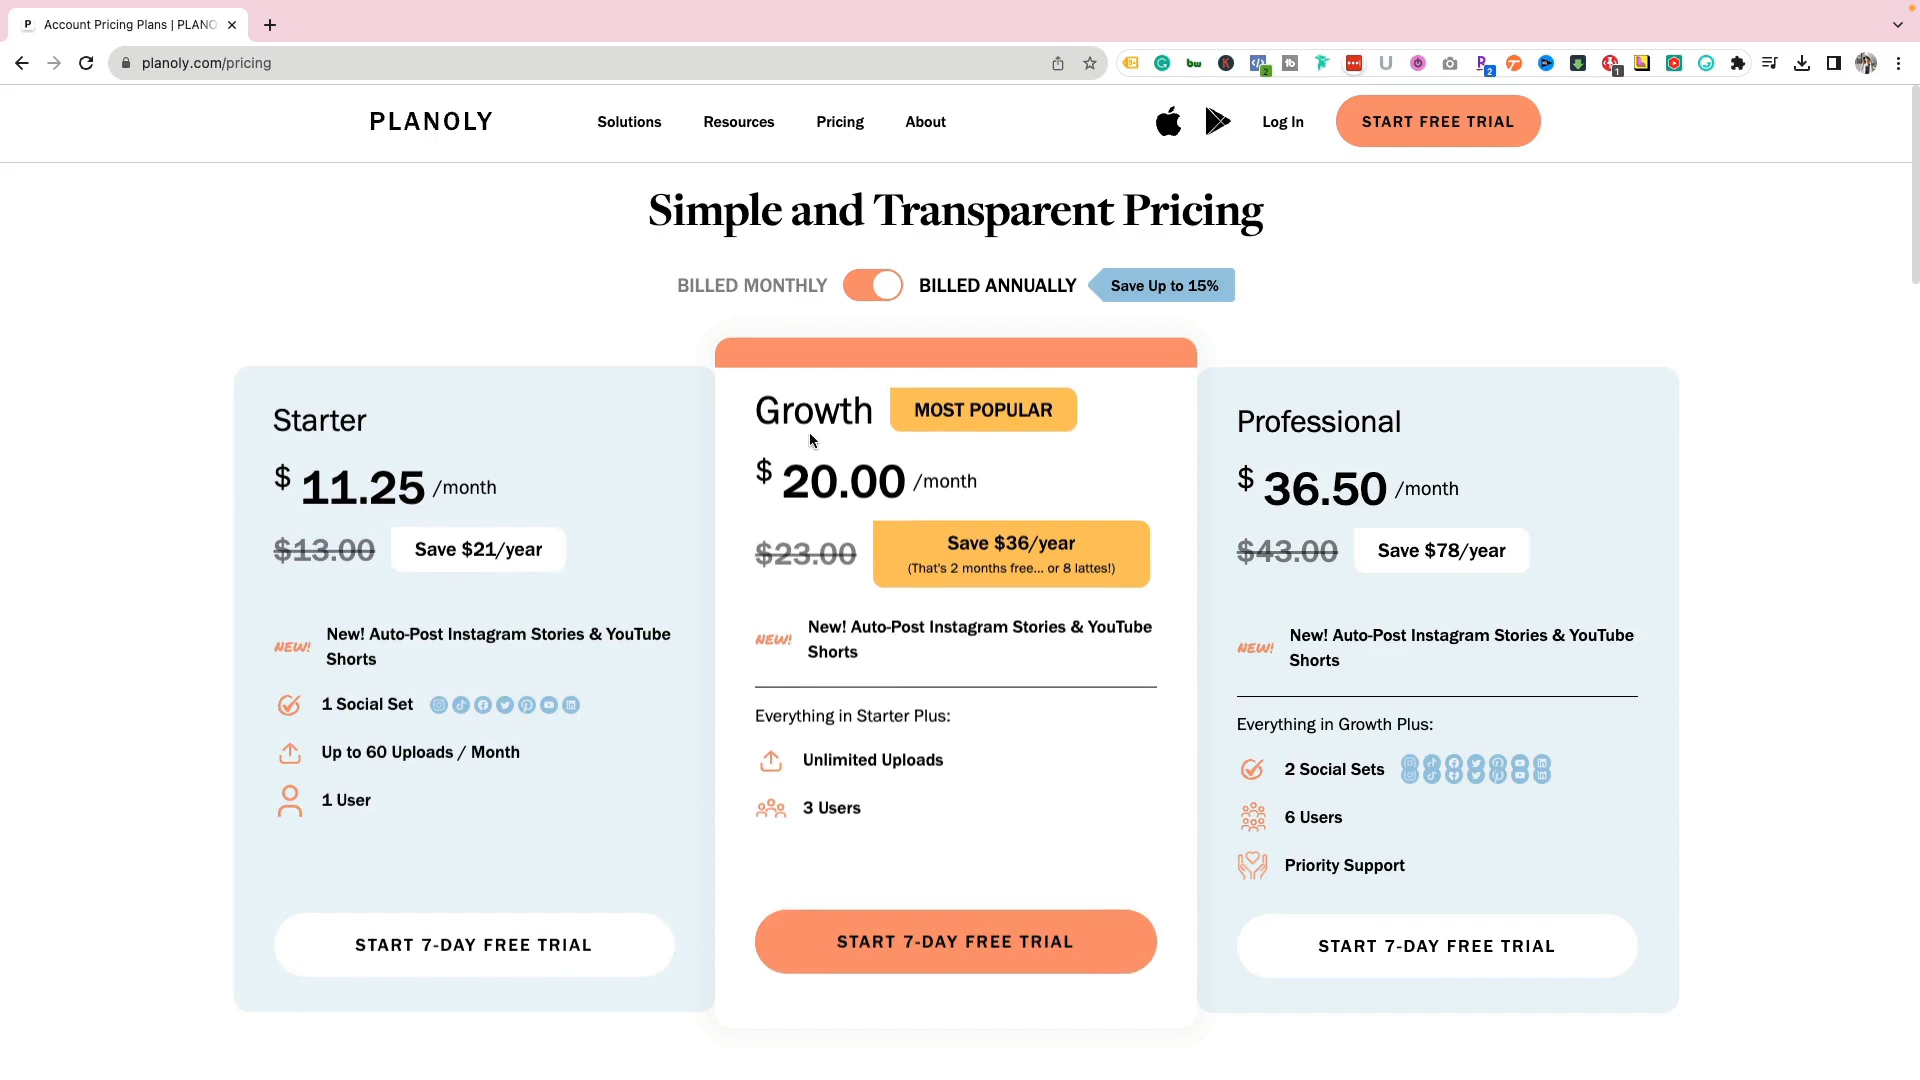 P Account Pricing Plans | PLANO
planoly.com/pricing
PLANOLY
Solutions
Resources
Pricing
About
Log In
START FREE TRIAL
Simple and Transparent Pricing
BILLED MONTHLY
BILLED ANNUALLY
Save Up to 15%
Starter
$ 11.25 /month
$13.00
Save $21/year
NEW!
New! Auto-Post Instagram Stories & YouTube
Shorts
1 Social Set
Up to 60 Uploads / Month
1 User
START 7-DAY FREE TRIAL
Growth
MOST POPULAR
$ 20.00 /month
$23.00
Save $36/year
(That's 2 months free... or 8 lattes!)
NEW!
New! Auto-Post Instagram Stories & YouTube
Shorts
Everything in Starter Plus:
Unlimited Uploads
3 Users
START 7-DAY FREE TRIAL
Professional
$ 36.50 /month
$43.00
Save $78/year
NEW!
New! Auto-Post Instagram Stories & YouTube
Shorts
Everything in Growth Plus:
2 Social Sets
6 Users
Priority Support
START 7-DAY FREE TRIAL